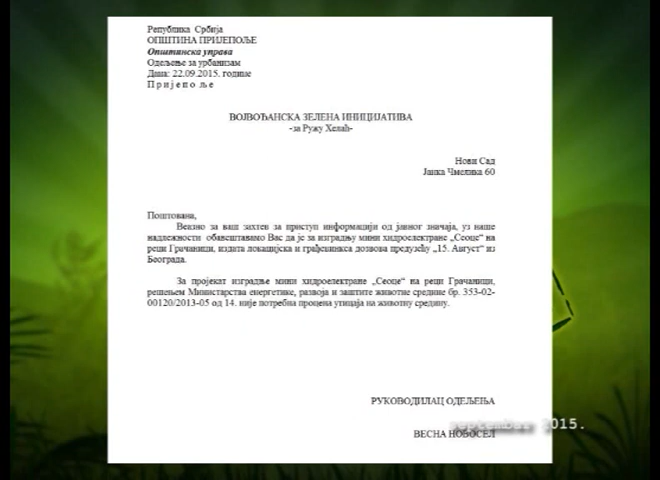 Република Србија
ОПШТИНА ПРИЈЕПОЉЕ
Општинска управа
Одељење за урбанизам
Дана: 22.09.2015. године
П р и ј е п о љ е
ВОЈВОЂАНСКА ЗЕЛЕНА ИНИЦИЈАТИВА
-за Ружу Хелаћ-
Нови Сад
Јанка Чмелика 60
Поштована,
Везно за ваш захтев за приступ информацији од јавног значаја, уз наше
надлежности обавештавамо Вас да је за изградњу мини хидроелектране „Сеоце“ на
реци Грачаници, издата локацијска и грађевинкса дозвова предузећу „15. Август“ из
Београда.
За пројекат изградње мини хидроелектране „Сеоце“ на реци Грачаници,
решењем Министарства енергетике, развоја и заштите животне средине бр. 353-02-
00120/2013-05 од 14. није потребна процена утицаја на животну средину.
РУКОВОДИЛАЦ ОДЕЉЕЊА
septembar 2015.
ВЕСНА НОВОСЕЛ